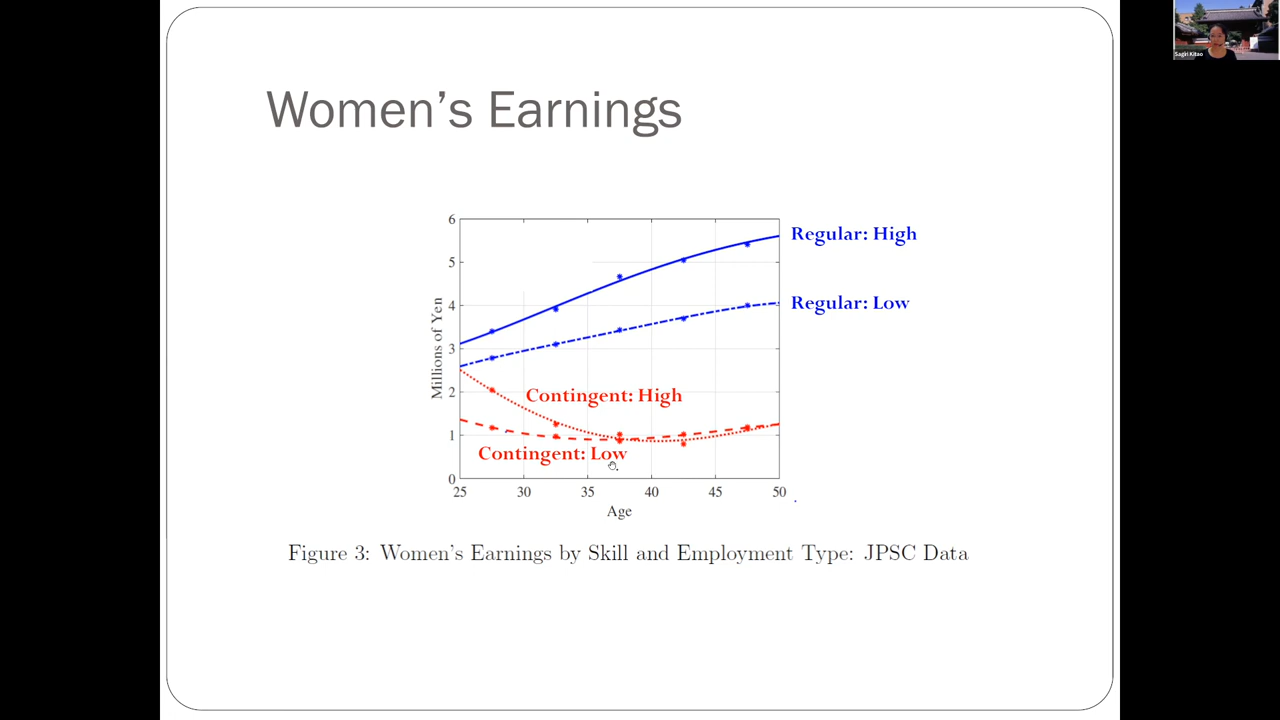 Sagiri Kitao
Women's Earnings
6
5
4
3
2
1
0
Millions of Yen
Regular: High
Regular: Low
Contingent: High
Contingent: Low
25 30 35 40 45 50
Age
Figure 3: Women's Earnings by Skill and Employment Type: JPSC Data